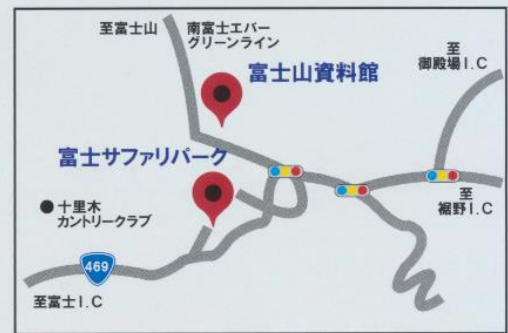 至富士山
南富士エバー
グリーンライン
至
御殿場I.C
富士山資料館
富士サファリパーク
十里木
カントリークラブ
至
裾野I.C
469
至富士I.C